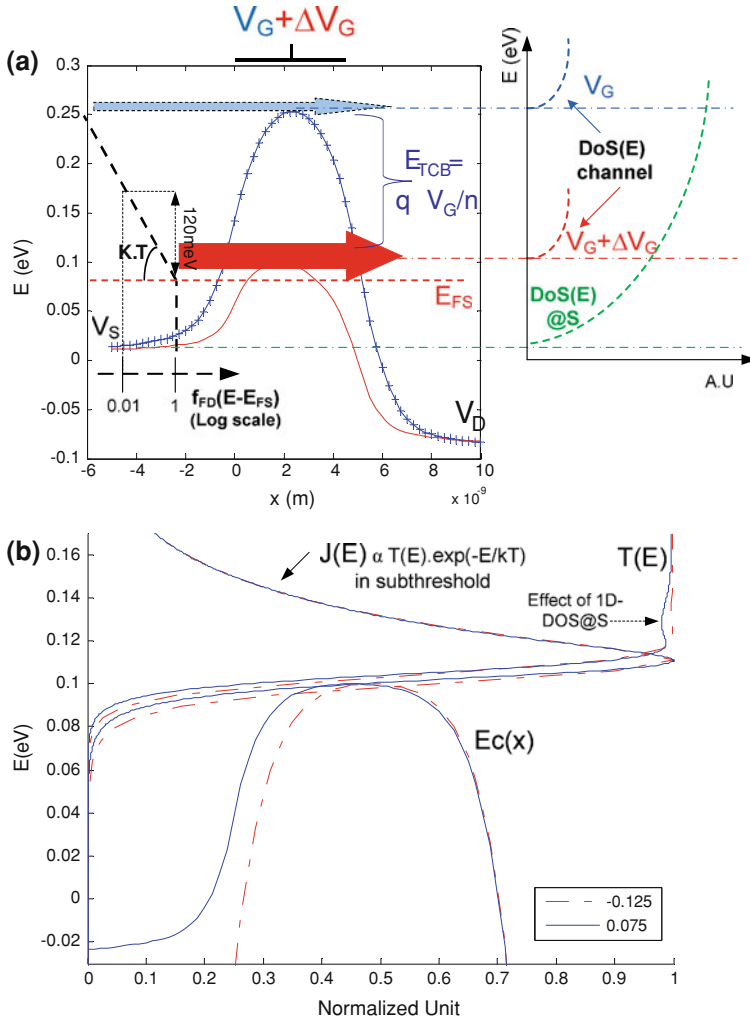 V_G+ΔV_G
(a)
0.3
0.25
0.2
0.15
0.1
0.05
0
-0.05
-0.1
E (eV)
E_TCB=
q V_G/n
120meV
K.T
E_FS
V_S
0.01
1
f_FD(E-E_FS)
(Log scale)
V_D
-6
-4
-2
0
2
4
6
8
10
x (m)
x 10^-9
E (eV)
V_G
DoS(E)
channel
V_G+ΔV_G
DoS(E)
@S
A.U
(b)
0.16
0.14
0.12
0.1
0.08
0.06
0.04
0.02
0
-0.02
E(eV)
J(E) α T(E).exp(-E/kT)
in subthreshold
T(E)
Effect of 1D-
DOS@S
Ec(x)
-0.125
0.075
0
0.1
0.2
0.3
0.4
0.5
0.6
0.7
0.8
0.9
1
Normalized Unit